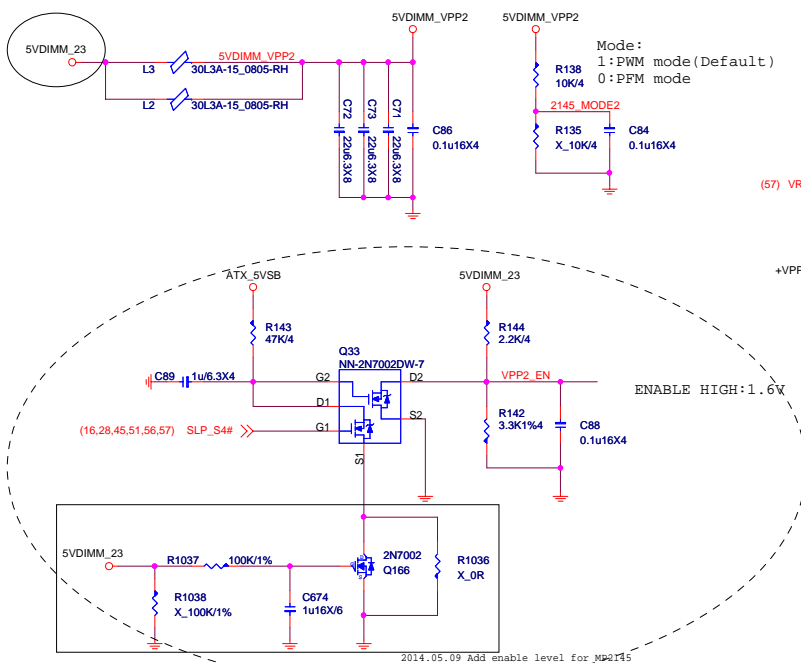 5VDIMM_VPP2
5VDIMM_VPP2
5VDIMM_23
L3
30L3A-15_0805-RH
5VDIMM_VPP2
L2
30L3A-15_0805-RH
C72
22u6.3X8
C73
22u6.3X8
C71
22u6.3X8
C86
0.1u16X4
R138
10K/4
Mode:
1:PWM mode(Default)
0:PFM mode
2145_MODE2
R135
X_10K/4
C84
0.1u16X4
(57) VR
+VPP
ATX_5VSB
5VDIMM_23
R143
47K/4
R144
2.2K/4
Q33
NN-2N7002DW-7
C89
1u/6.3X4
G2
D2
VPP2_EN
ENABLE HIGH:1.6V
D1
S2
(16,28,45,51,56,57) SLP_S4#
G1
S1
R142
3.3K1%4
C88
0.1u16X4
5VDIMM_23
R1037
100K/1%
2N7002
Q166
R1036
X_0R
R1038
X_100K/1%
C674
1u16X/6
2014.05.09 Add enable level for MP2145